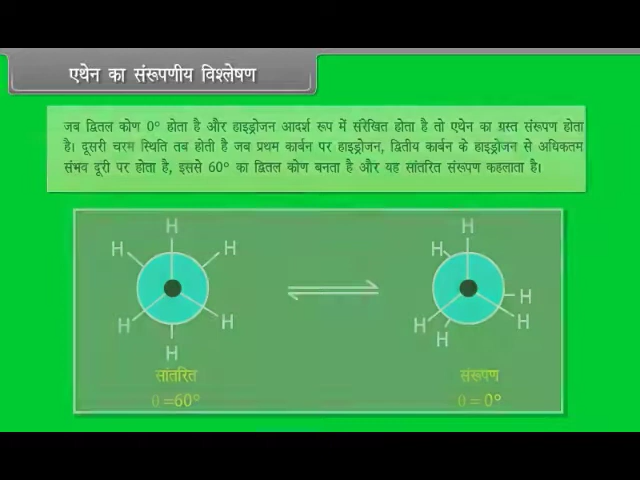 एथेन का संरूपणीय विश्लेषण
जब द्वितल कोण 0° होता है और हाइड्रोजन आदर्श रूप में संरेखित होता है तो एथेन का ग्रस्त संरूपण होता
है। दूसरी चरम स्थिति तब होती है जब प्रथम कार्बन पर हाइड्रोजन, द्वितीय कार्बन के हाइड्रोजन से अधिकतम
संभव दूरी पर होता है, इससे 60° का द्वितल कोण बनता है और यह सांतरित संरूपण कहलाता है।
H H
H H H
H H H
H H H
H H
सांतरित संरूपण
θ =60° θ = 0°